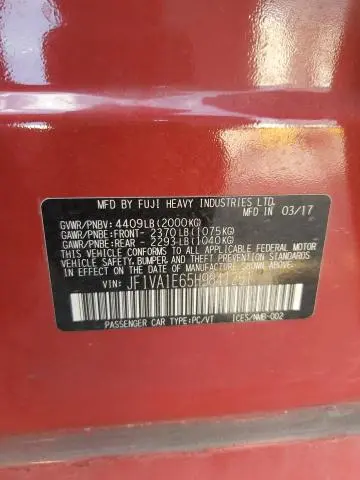 MFD BY FUJI HEAVY INDUSTRIES LTD.
MFD IN 03/17
GVWR/PNBV: 4409LB(2000KG)
GAWR/PNBE:FRONT- 2370LB(1075KG)
GAWR/PNBE:REAR - 2293LB(1040KG)
THIS VEHICLE CONFORMS TO ALL APPLICABLE FEDERAL MOTOR
VEHICLE SAFETY, BUMPER, AND THEFT PREVENTION STANDARDS
IN EFFECT ON THE DATE OF MANUFACTURE SHOWN ABOVE.
VIN:
PASSENGER CAR TYPE:PC/VT ICES/NMB-002